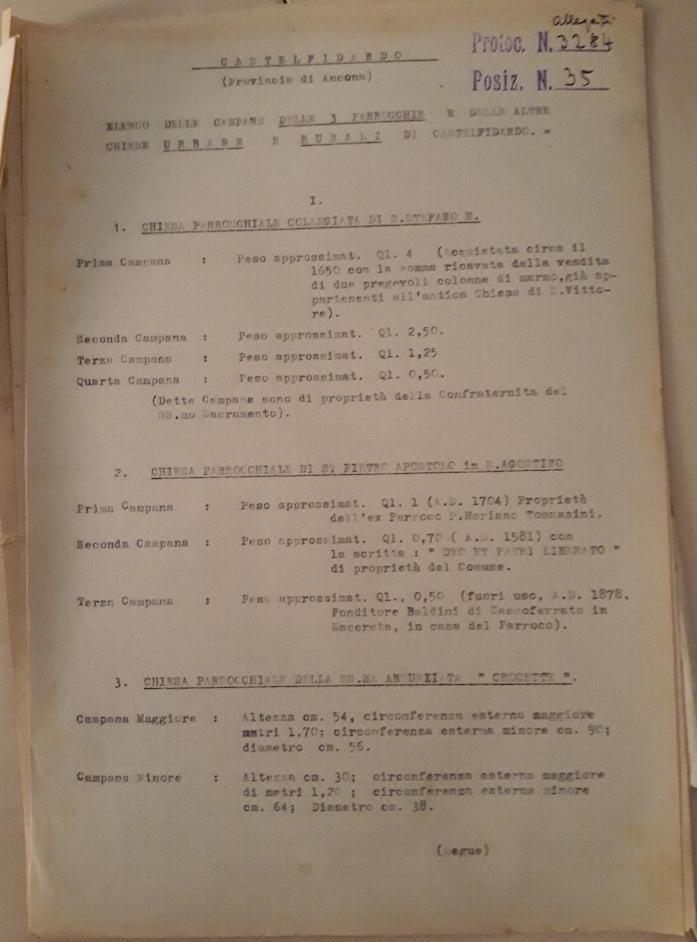 Allegati
Protoc. N. 3284
Posiz. N. 35
CASTELFIDARDO
(Provincia di Ancona)
ELENCO DELLE CAMPANE DELLE 3 PARROCCHIE E DELLE ALTRE
CHIESE URBANE E RURALI DI CASTELFIDARDO. =
I.
1. CHIESA PARROCCHIALE COLLEGIATA DI S.STEFANO M.
Prima Campana : Peso approssimat. Ql. 4 (Acquistata circa il
1650 con la somma ricavata dalla vendita
di due pregevoli colonne di marmo,già ap-
partenenti all'antica Chiesa di S.Vitto-
re).
Seconda Campana : Peso approssimat. Ql. 2,50.
Terza Campana : Peso approssimat. Ql. 1,25
Quarta Campana : Peso approssimat. Ql. 0,50.
(Dette Campane sono di proprietà della Confraternita del
SS.mo Sacramento).
2. CHIESA PARROCCHIALE DI S. PIETRO APOSTOLO in S.AGOSTINO
Prima Campana : Peso approssimat. Ql. 1 (A.D. 1704) Proprietà
dell'ex Parroco P.Mariano Tomassini.
Seconda Campana : Peso approssimat. Ql. 0,70 ( A.D. 1581) con
la scritta : " DEO ET PATRI LIBERATO "
di proprietà del Comune.
Terza Campana : Peso approssimat. Ql., 0,50 (fuori uso, A.D. 1878,
Fonditore Baldini di Sassoferrato in
Macerata, in casa del Parroco).
3. CHIESA PARROCCHIALE DELLA SS.MA ANNUNZIATA " CROCETTE ".
Campana Maggiore : Altezza cm. 54, circonferenza esterna maggiore
metri 1,70; circonferenza esterna minore cm. 90;
diametro cm. 56.
Campana Minore : Altezza cm. 30; circonferenza esterna maggiore
di metri 1,20 ; circonferenza esterna minore
cm. 64; Diametro cm. 38.
(segue)